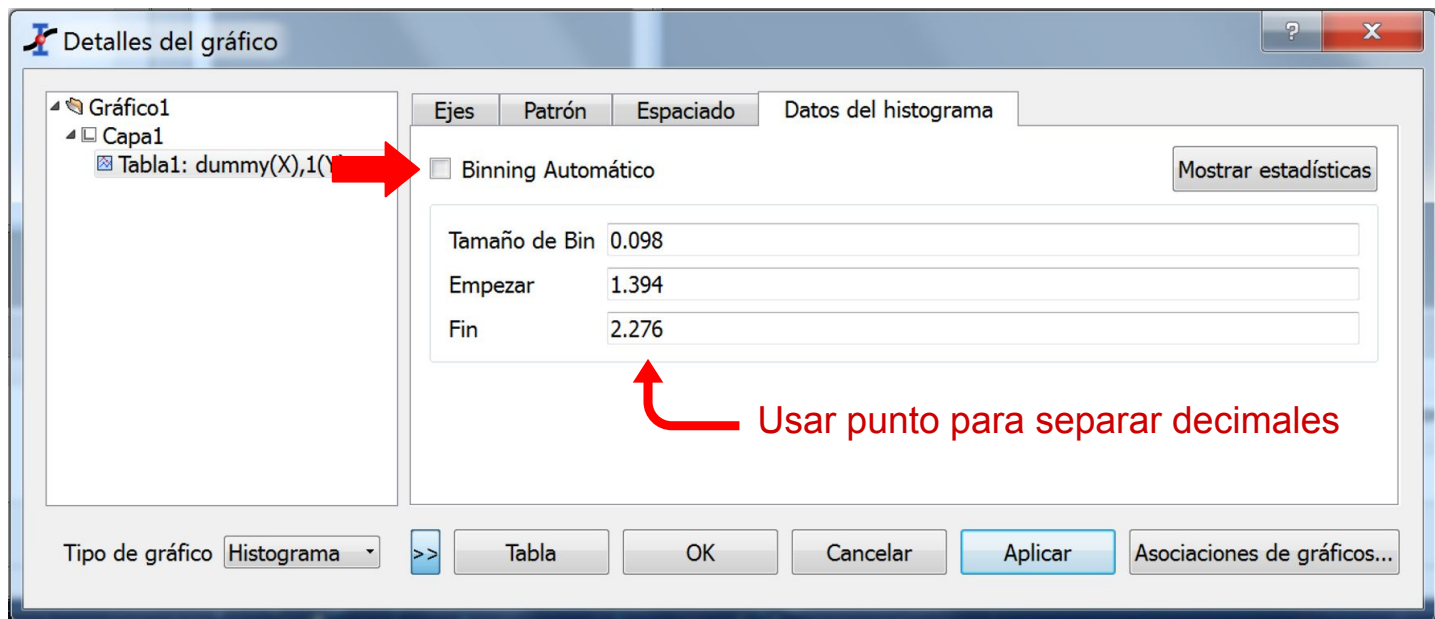 Detalles del gráfico
Gráfico1
Capa1
Tabla1: dummy(X),1(Y)
Ejes Patrón Espaciado Datos del histograma
Binning Automático
Mostrar estadísticas
Tamaño de Bin 0.098
Empezar 1.394
Fin 2.276
Usar punto para separar decimales
Tipo de gráfico Histograma >> Tabla OK Cancelar Aplicar Asociaciones de gráficos...